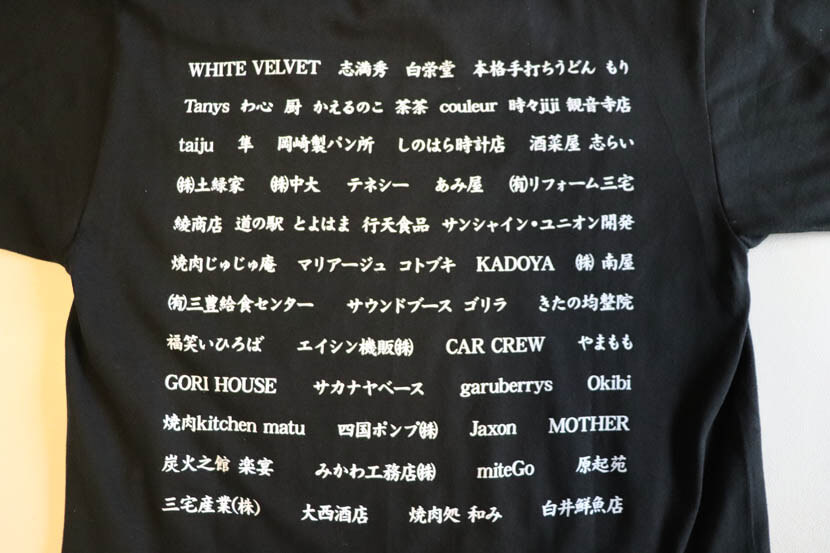 WHITE VELVET 志満秀 白栄堂 本格手打ちうどん もり
Tanys わ心 厨 かえるのこ 茶茶 couleur 時々jiji 観音寺店
taiju 隼 岡崎製パン所 しのはら時計店 酒菜屋 志らい
㈱土緑家 ㈱中大 テネシー あみ屋 ㈲リフォーム三宅
綾商店 道の駅 とよはま 行天食品 サンシャイン・ユニオン開発
焼肉じゅじゅ庵 マリアージュ コトブキ KADOYA ㈱ 南屋
㈲三豊給食センター サウンドブース ゴリラ きたの均整院
福笑いひろば エイシン機販㈱ CAR CREW やまもも
GORI HOUSE サカナヤベース garuberrys Okibi
焼肉kitchen matu 四国ポンプ㈱ Jaxon MOTHER
炭火之館 楽宴 みかわ工務店㈱ miteGo 原起苑
三宅産業(株) 大西酒店 焼肉処 和み 白井鮮魚店